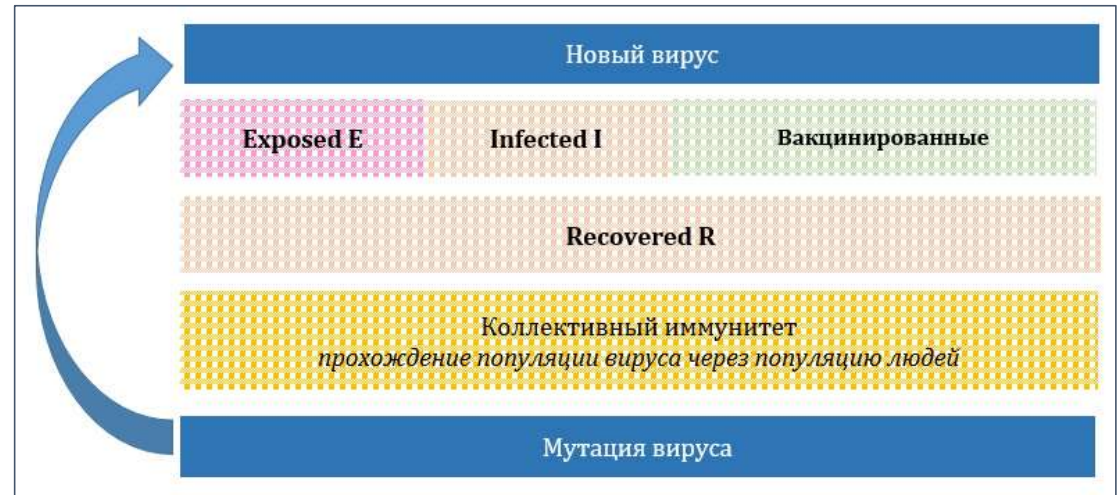 Новый вирус
Exposed E
Infected I
Вакцинированные
Recovered R
Коллективный иммунитет
прохождение популяции вируса через популяцию людей
Мутация вируса